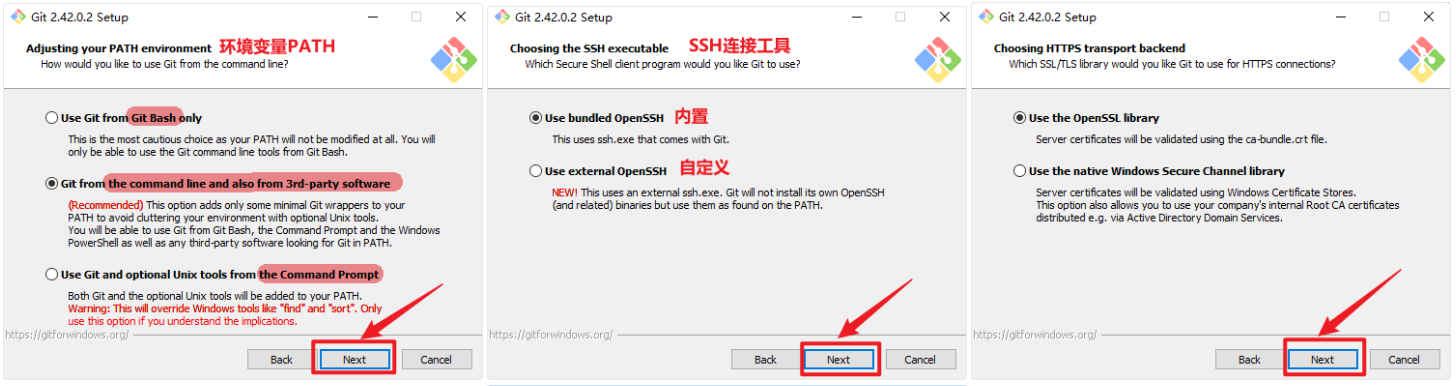 Git 2.42.0.2 Setup
Adjusting your PATH environment 环境变量PATH
How would you like to use Git from the command line?
Use Git from Git Bash only
This is the most cautious choice as your PATH will not be modified at all. You will
only be able to use the Git command line tools from Git Bash.
Git from the command line and also from 3rd-party software
(Recommended) This option adds only some minimal Git wrappers to your
PATH to avoid cluttering your environment with optional Unix tools.
You will be able to use Git from Git Bash, the Command Prompt and the Windows
PowerShell as well as any third-party software looking for Git in PATH.
Use Git and optional Unix tools from the Command Prompt
Both Git and the optional Unix tools will be added to your PATH.
Warning: This will override Windows tools like "find" and "sort". Only
use this option if you understand the implications.
https://gitforwindows.org/
Back Next Cancel
Git 2.42.0.2 Setup
Choosing the SSH executable SSH连接工具
Which Secure Shell client program would you like Git to use?
Use bundled OpenSSH 内置
This uses ssh.exe that comes with Git.
Use external OpenSSH 自定义
NEW! This uses an external ssh.exe. Git will not install its own OpenSSH
(and related) binaries but use them as found on the PATH.
https://gitforwindows.org/
Back Next Cancel
Git 2.42.0.2 Setup
Choosing HTTPS transport backend
Which SSL/TLS library would you like Git to use for HTTPS connections?
Use the OpenSSL library
Server certificates will be validated using the ca-bundle.crt file.
Use the native Windows Secure Channel library
Server certificates will be validated using Windows Certificate Stores.
This option also allows you to use your company's internal Root CA certificates
distributed e.g. via Active Directory Domain Services.
https://gitforwindows.org/
Back Next Cancel